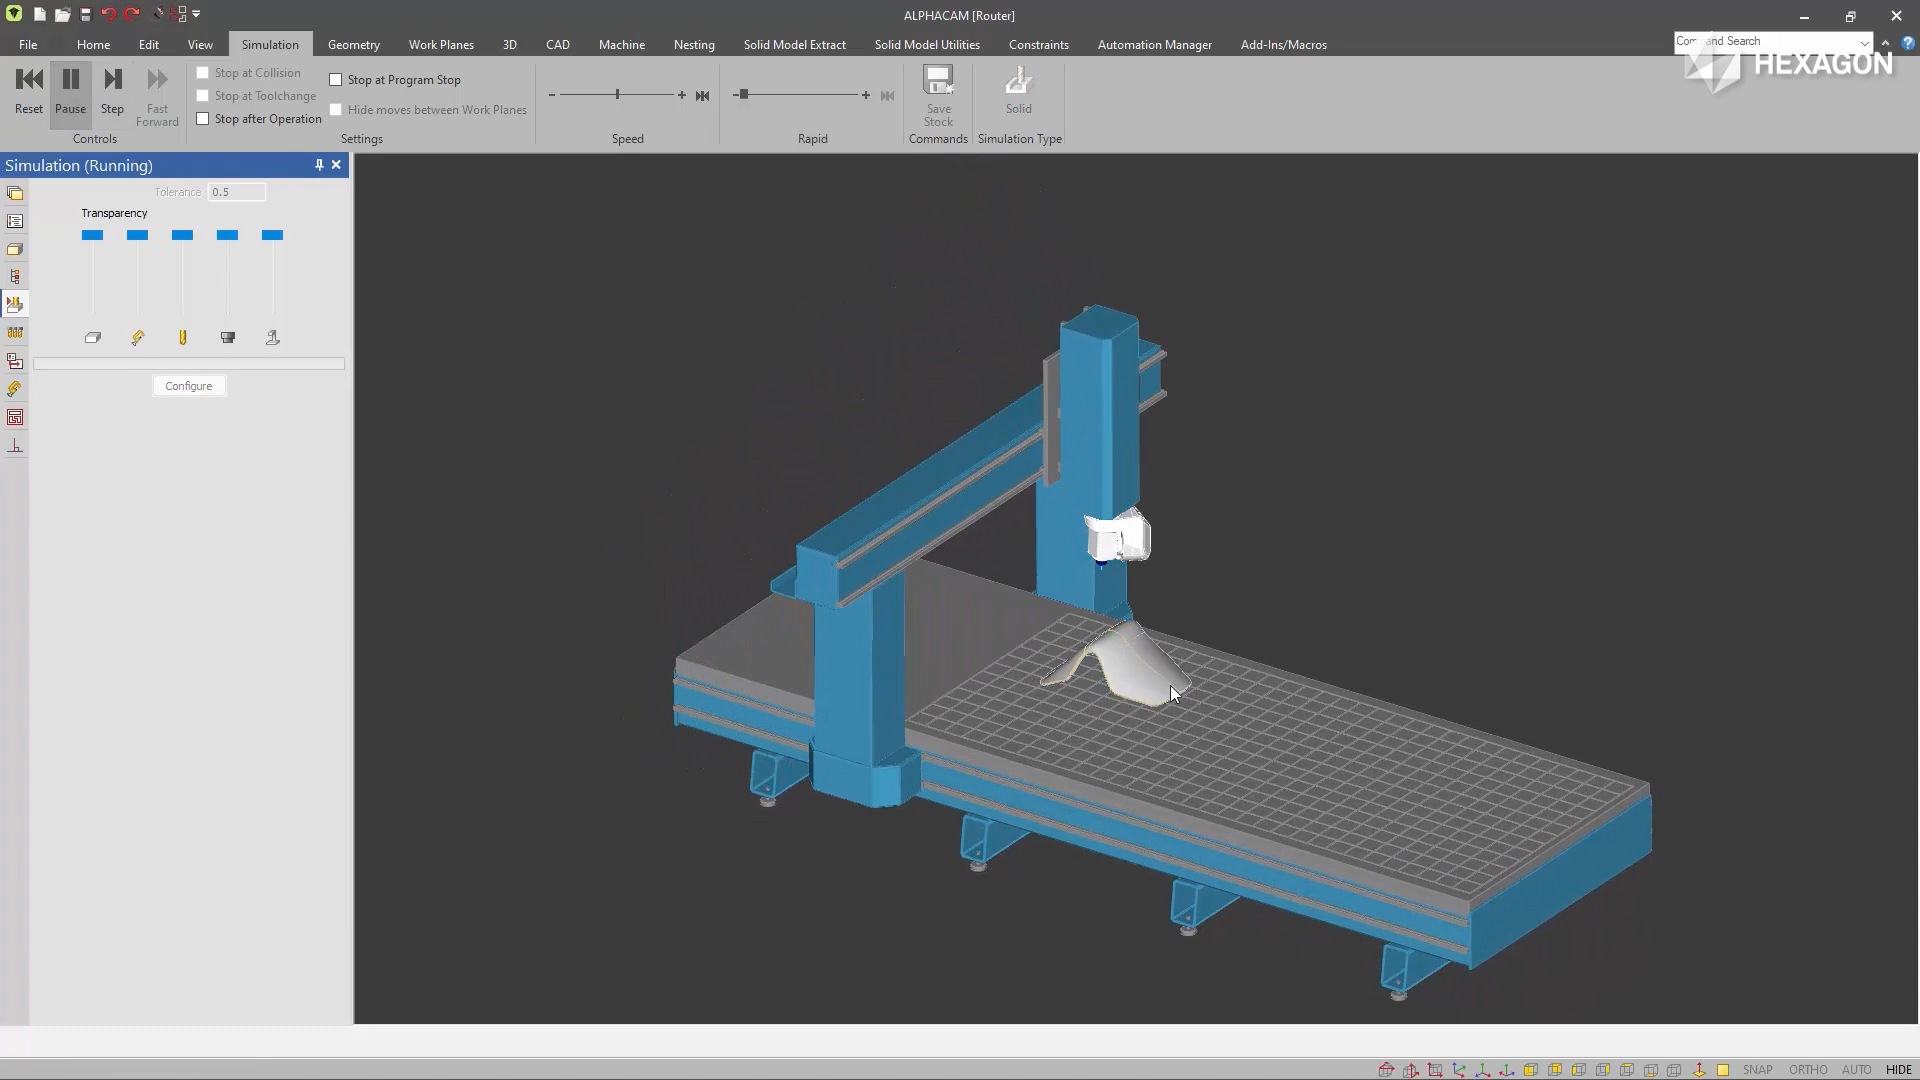 ALPHACAM [Router]
File Home Edit View Simulation Geometry Work Planes 3D CAD Machine Nesting Solid Model Extract Solid Model Utilities Constraints Automation Manager Add-Ins/Macros
Command Search
HEXAGON
Reset Pause Step Fast Forward
Controls
Stop at Collision
Stop at Toolchange
Stop after Operation
Stop at Program Stop
Hide moves between Work Planes
Settings
Speed
Rapid
Save Stock
Commands
Solid
Simulation Type
Simulation (Running)
Tolerance 0.5
Transparency
Configure
SNAP ORTHO AUTO HIDE